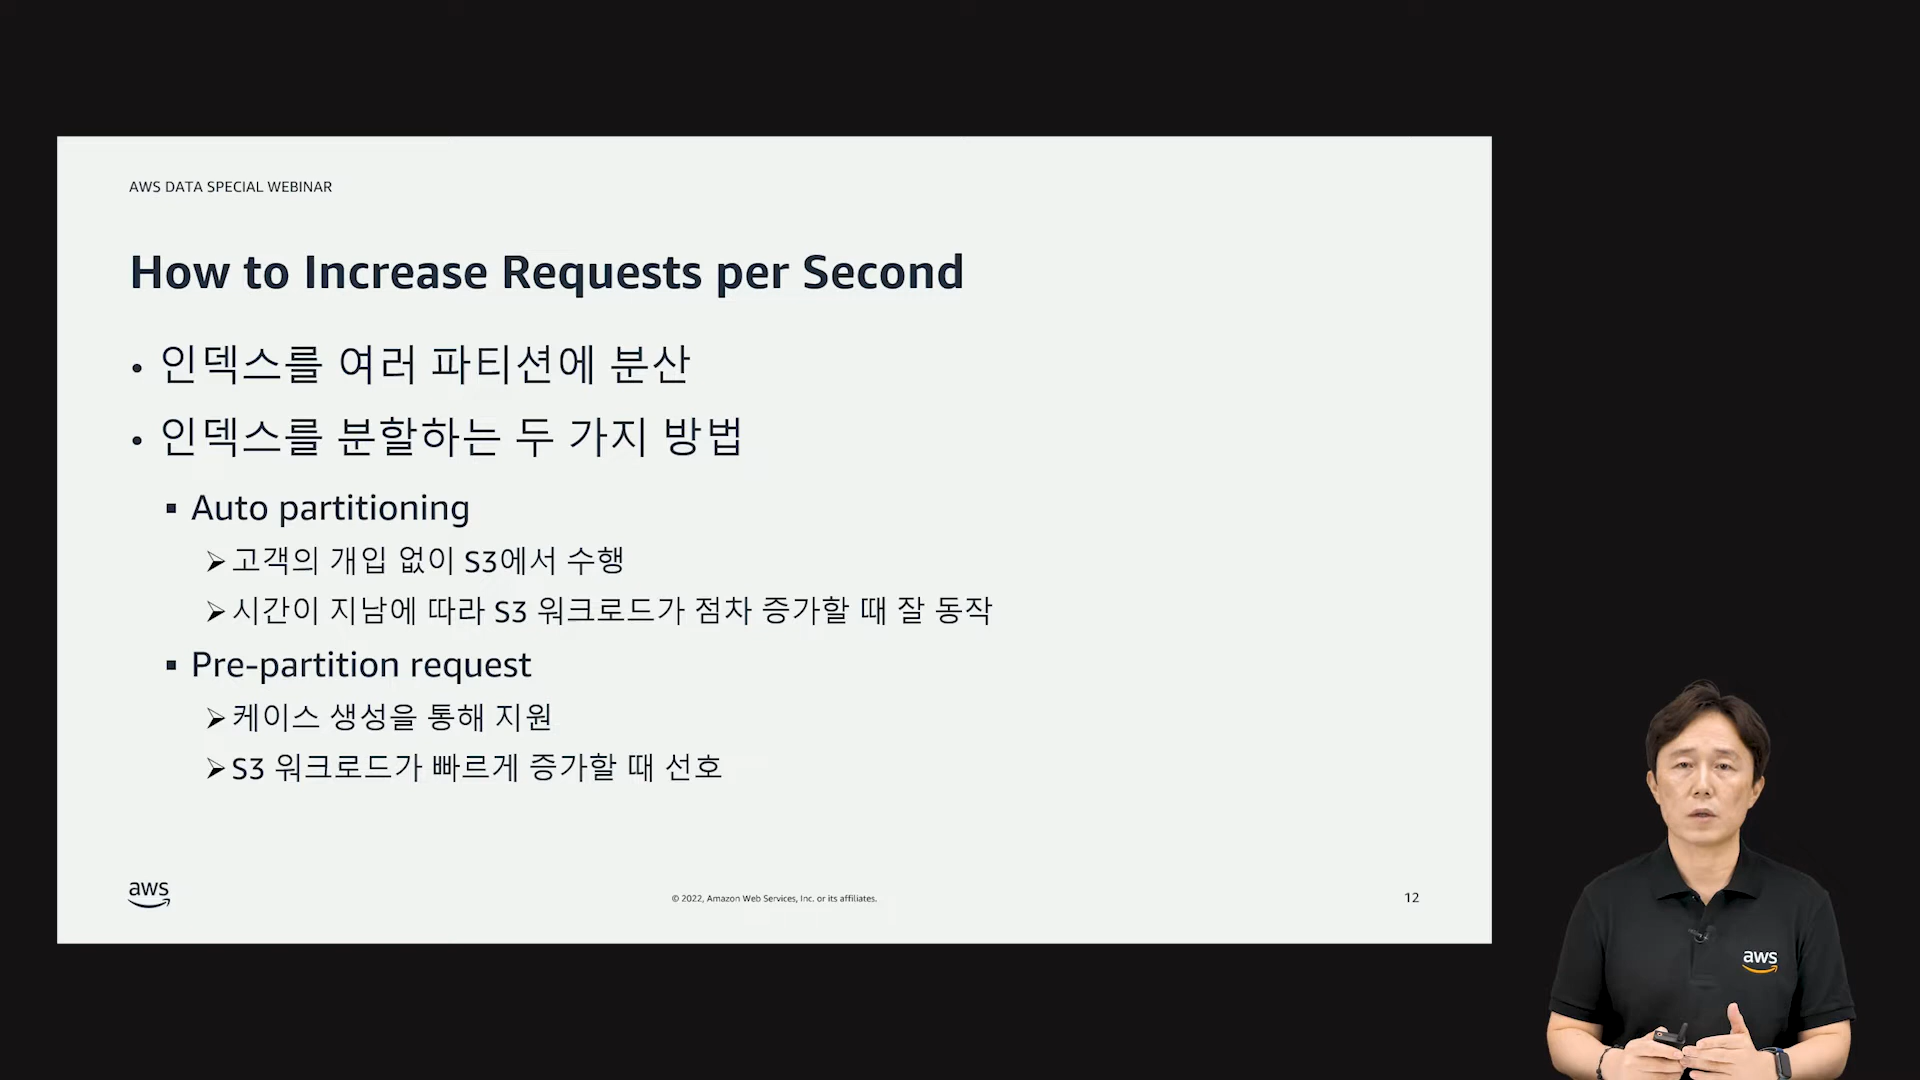 AWS DATA SPECIAL WEBINAR
How to Increase Requests per Second
• 인덱스를 여러 파티션에 분산
• 인덱스를 분할하는 두 가지 방법
▪ Auto partitioning
➢ 고객의 개입 없이 S3에서 수행
➢ 시간이 지남에 따라 S3 워크로드가 점차 증가할 때 잘 동작
▪ Pre-partition request
➢ 케이스 생성을 통해 지원
➢ S3 워크로드가 빠르게 증가할 때 선호
aws
© 2022, Amazon Web Services, Inc. or its affiliates.
12
aws